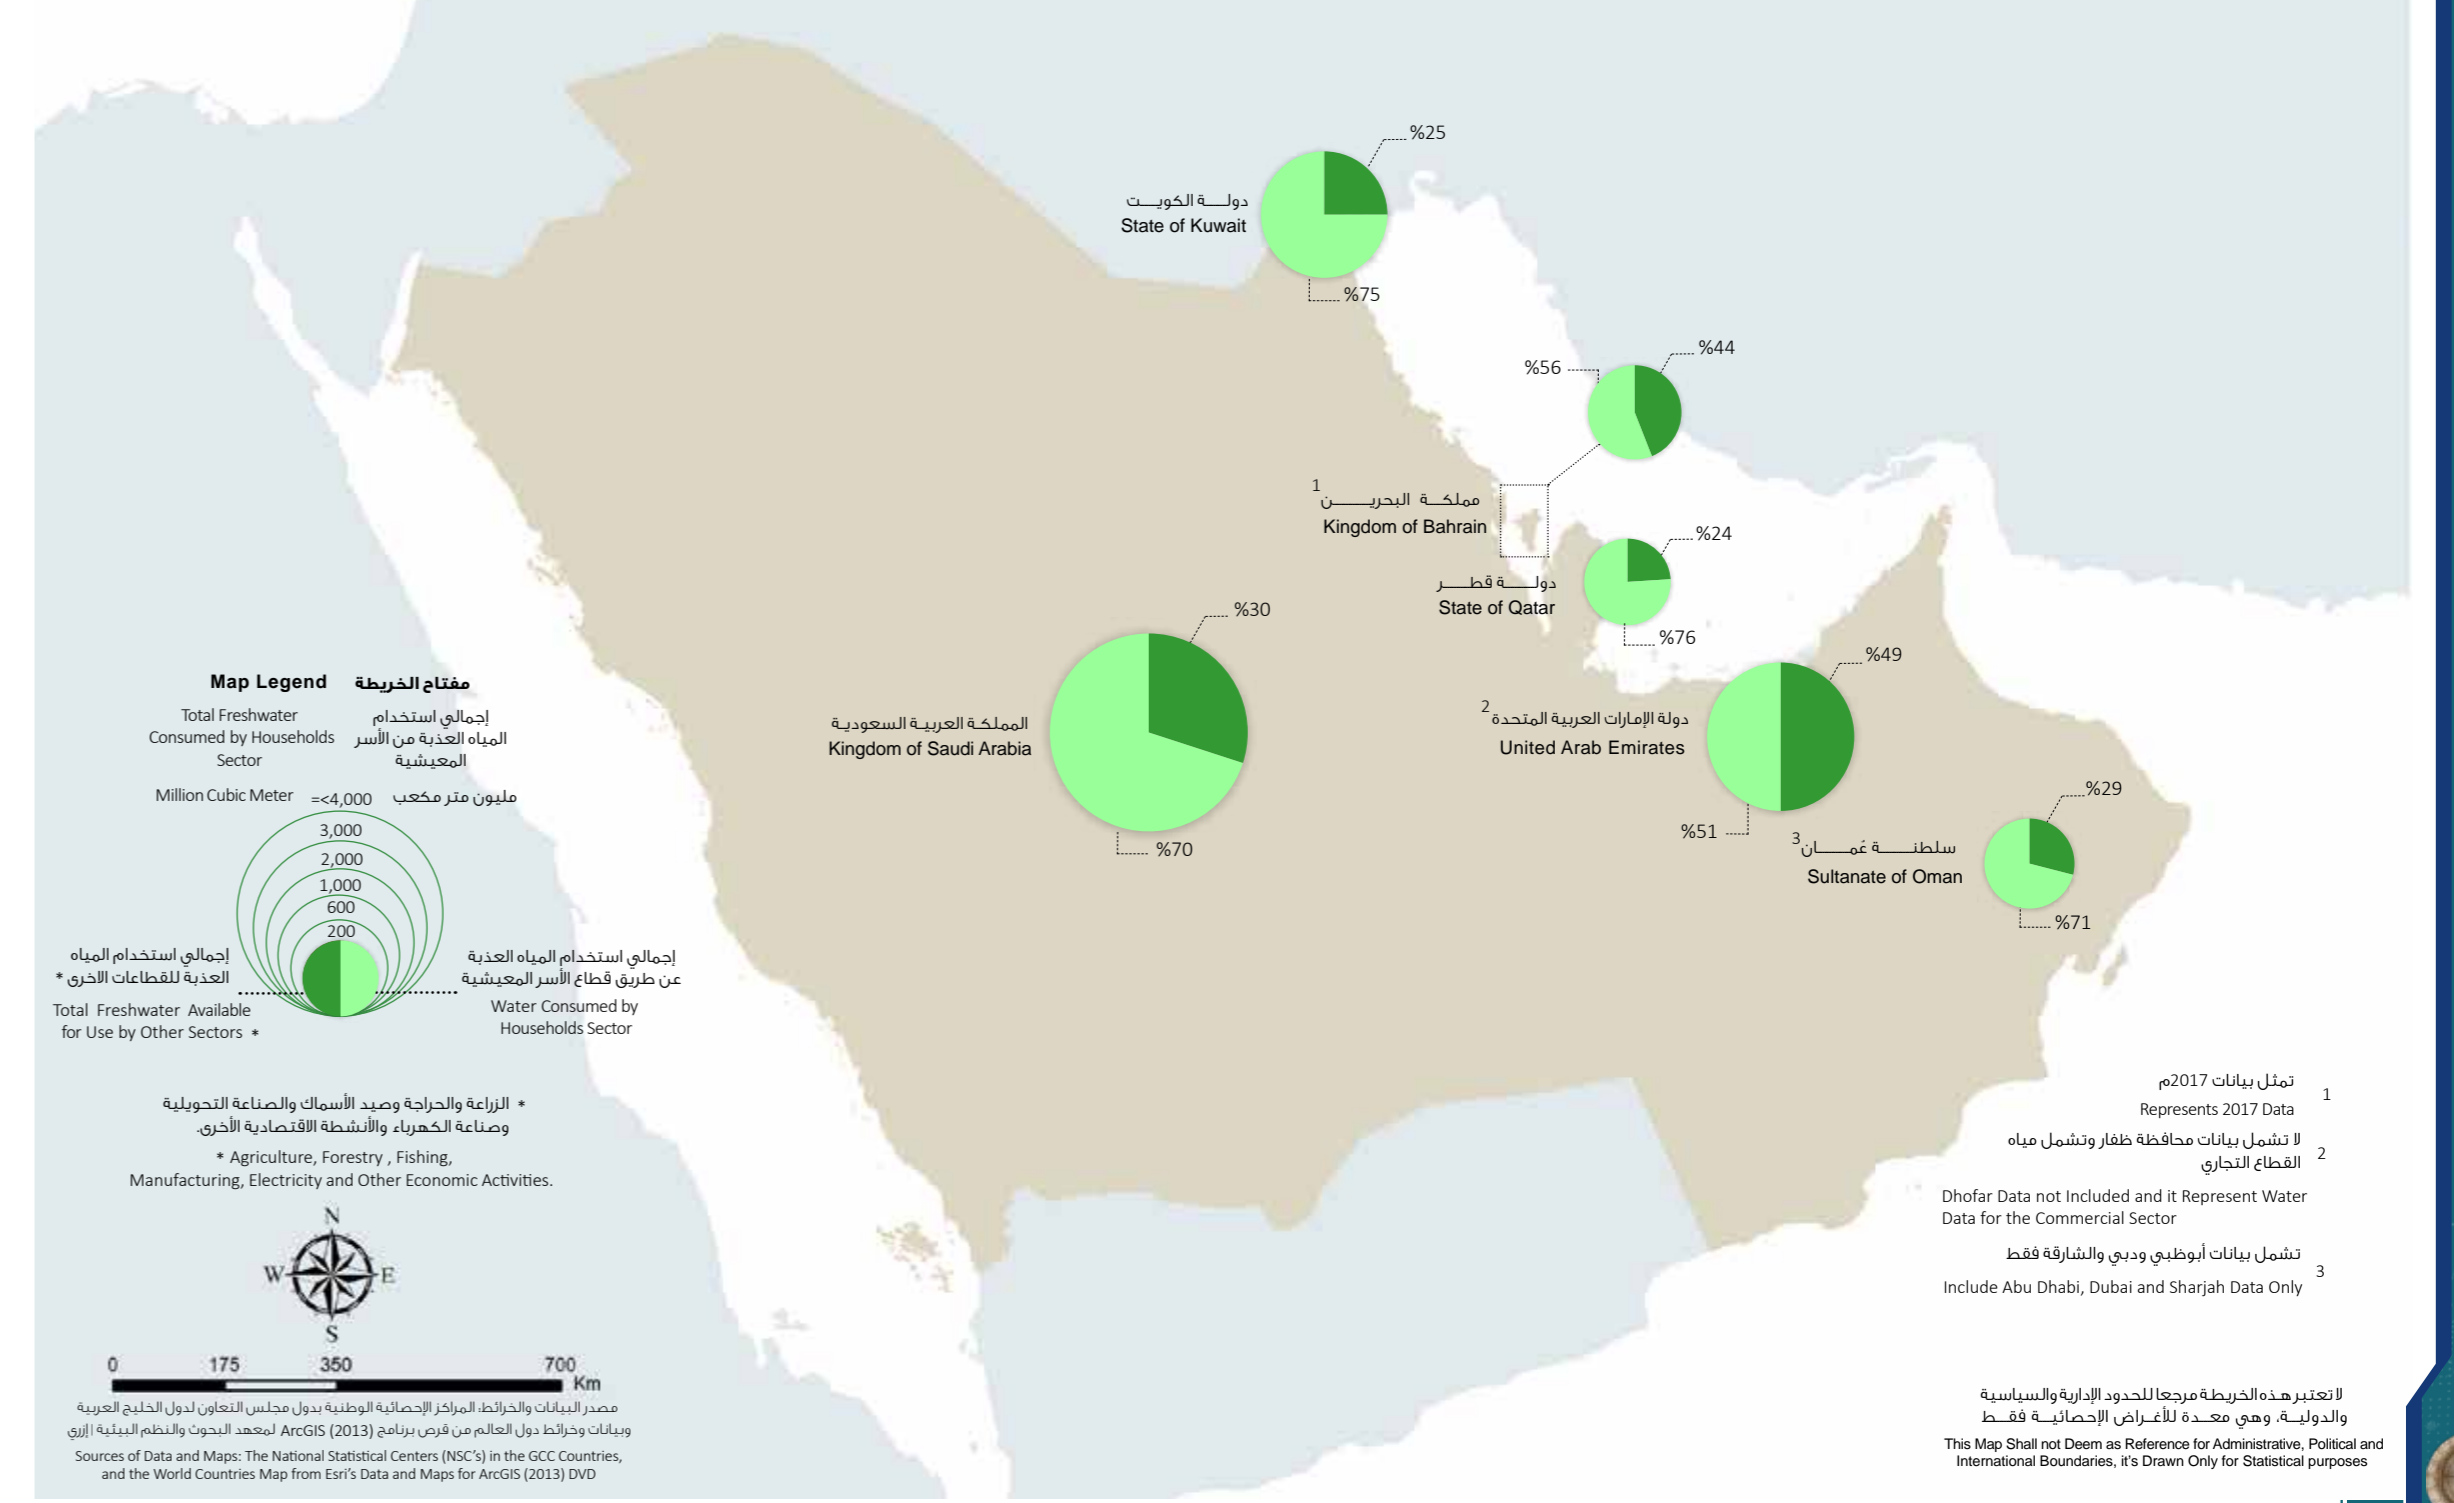 %25
دولة الكويت
State of Kuwait
%75
%44
%56
1
مملكة البحرين
Kingdom of Bahrain
%24
دولة قطر
State of Qatar
%76
%30
المملكة العربية السعودية
Kingdom of Saudi Arabia
%70
%49
2
دولة الإمارات العربية المتحدة
United Arab Emirates
%51
%29
3
سلطنة عُمان
Sultanate of Oman
%71
Map Legend مفتاح الخريطة
Total Freshwater
Consumed by Households
Sector
إجمالي استخدام
المياه العذبة من الأسر
المعيشية
Million Cubic Meter =<4,000 مليون متر مكعب
3,000
2,000
1,000
600
200
إجمالي استخدام المياه
العذبة للقطاعات الاخرى *
Total Freshwater Available
for Use by Other Sectors *
إجمالي استخدام المياه العذبة
عن طريق قطاع الأسر المعيشية
Water Consumed by
Households Sector
* الزراعة والحراجة وصيد الأسماك والصناعة التحويلية
وصناعة الكهرباء والأنشطة الاقتصادية الأخرى.
* Agriculture, Forestry , Fishing,
Manufacturing, Electricity and Other Economic Activities.
N
W E
S
0 175 350 700
Km
مصدر البيانات والخرائط: المراكز الإحصائية الوطنية بدول مجلس التعاون لدول الخليج العربية
وبيانات وخرائط دول العالم من قرص برنامج ArcGIS (2013) لمعهد البحوث والنظم البيئية | إزري
Sources of Data and Maps: The National Statistical Centers (NSC's) in the GCC Countries,
and the World Countries Map from Esri's Data and Maps for ArcGIS (2013) DVD
تمثل بيانات 2017م
1
Represents 2017 Data
لا تشمل بيانات محافظة ظفار وتشمل مياه
القطاع التجاري
2
Dhofar Data not Included and it Represent Water
Data for the Commercial Sector
تشمل بيانات أبوظبي ودبي والشارقة فقط
3
Include Abu Dhabi, Dubai and Sharjah Data Only
لا تعتبر هذه الخريطة مرجعا للحدود الإدارية والسياسية
والدولية، وهي معدة للأغراض الإحصائية فقط
This Map Shall not Deem as Reference for Administrative, Political and
International Boundaries, it's Drawn Only for Statistical purposes